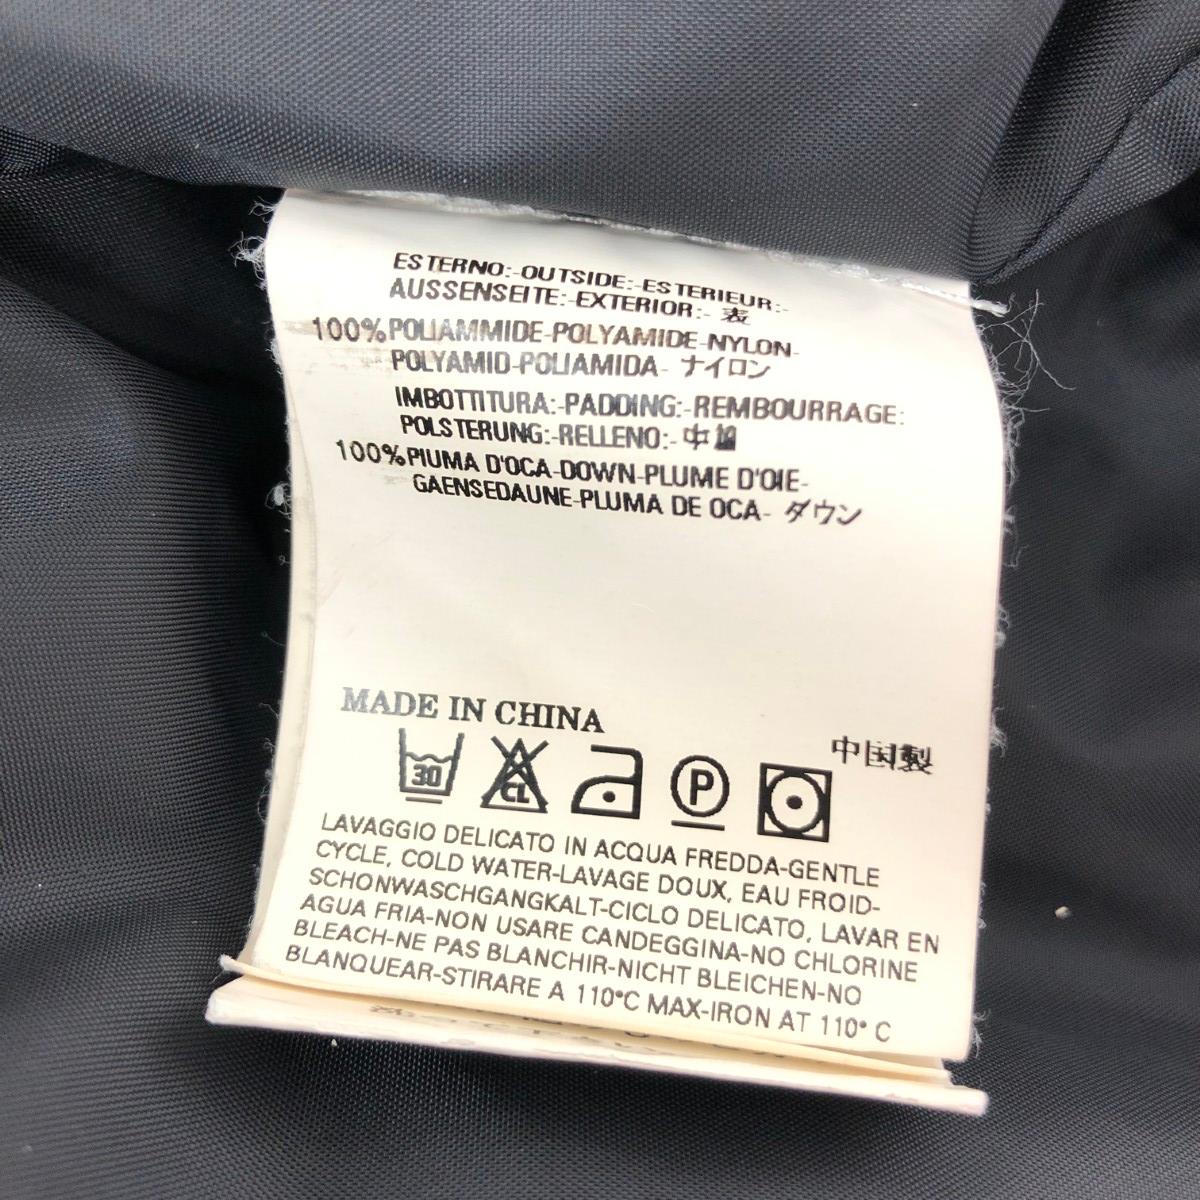 ESTERNO:-OUTSIDE:-ESTERIEUR:-
AUSSENSEITE:-EXTERIOR:- 表
100%POLIAMMIDE-POLYAMIDE-NYLON-
POLYAMID-POLIAMIDA- ナイロン
IMBOTTITURA:-PADDING:-REMBOURRAGE:
POLSTERUNG:-RELLENO:- 中
100%PIUMA D'OCA-DOWN-PLUME D'OIE-
GAENSEDAUNE-PLUMA DE OCA- ダウン
MADE IN CHINA
中国製
30 CL P
LAVAGGIO DELICATO IN ACQUA FREDDA-GENTLE
CYCLE, COLD WATER-LAVAGE DOUX, EAU FROID-
SCHONWASCHGANGKALT-CICLO DELICATO, LAVAR EN
AGUA FRIA-NON USARE CANDEGGINA-NO CHLORINE
BLEACH-NE PAS BLANCHIR-NICHT BLEICHEN-NO
BLANQUEAR-STIRARE A 110°C MAX-IRON AT 110° C